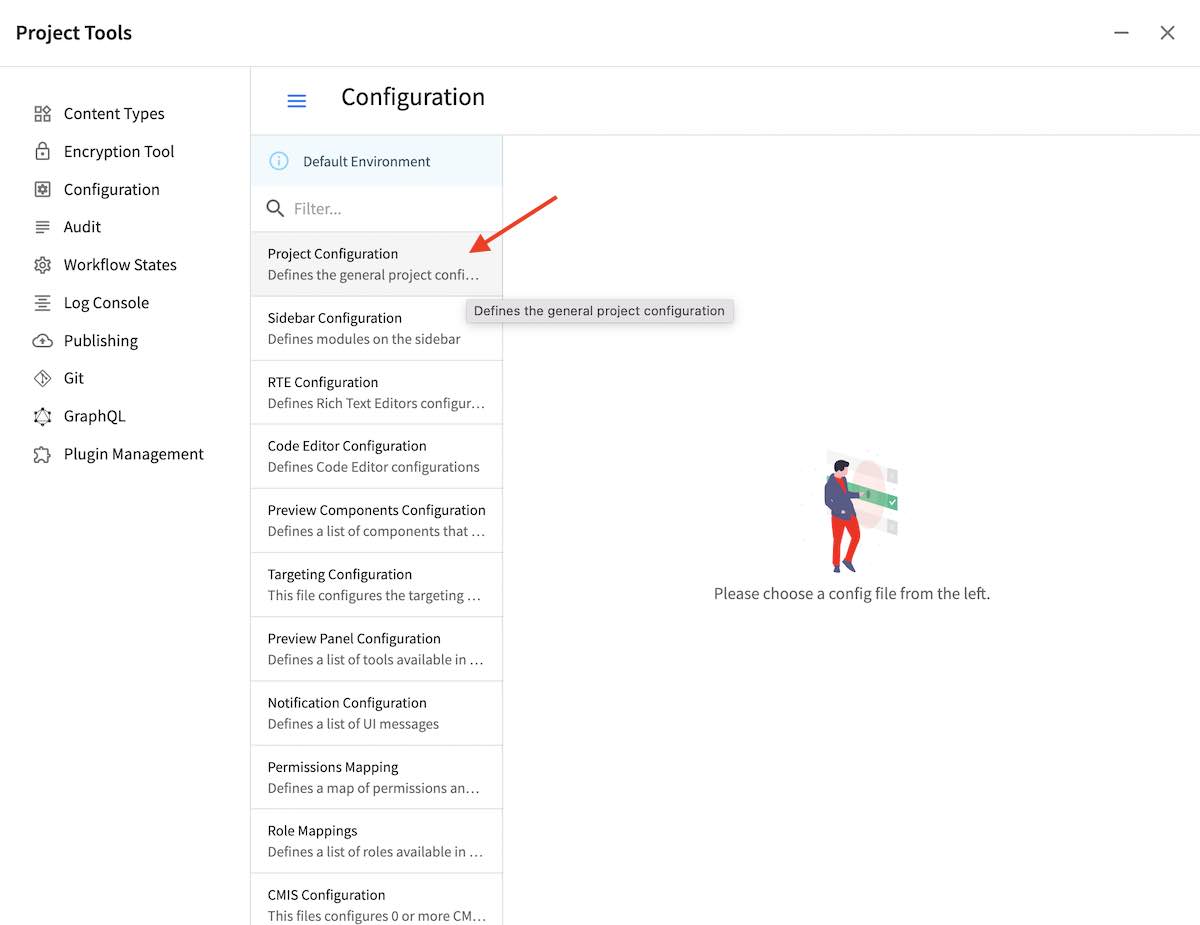 Project Tools
Content Types
Encryption Tool
Configuration
Audit
Workflow States
Log Console
Publishing
Git
GraphQL
Plugin Management
Configuration
Default Environment
Filter...
Project Configuration
Defines the general project confi...
Defines the general project configuration
Sidebar Configuration
Defines modules on the sidebar
RTE Configuration
Defines Rich Text Editors configur...
Code Editor Configuration
Defines Code Editor configurations
Preview Components Configuration
Defines a list of components that ...
Targeting Configuration
This file configures the targeting ...
Preview Panel Configuration
Defines a list of tools available in ...
Notification Configuration
Defines a list of UI messages
Permissions Mapping
Defines a map of permissions an...
Role Mappings
Defines a list of roles available in ...
CMIS Configuration
This files configures 0 or more CM...
Please choose a config file from the left.